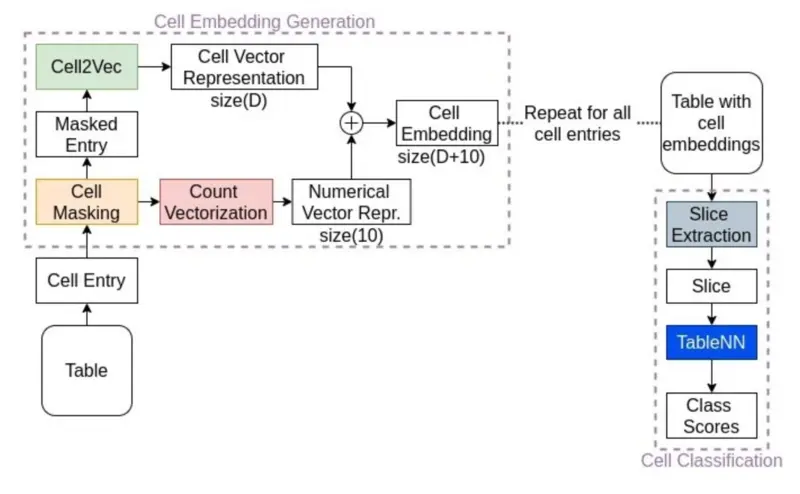 Cell Embedding Generation
Cell2Vec
Cell Vector
Representation
size(D)
Masked
Entry
Cell
Embedding
size(D+10)
Repeat for all
cell entries
Table with
cell
embeddings
Cell
Masking
Count
Vectorization
Numerical
Vector Repr.
size(10)
Cell Entry
Table
Slice
Extraction
Slice
TableNN
Class
Scores
Cell Classification